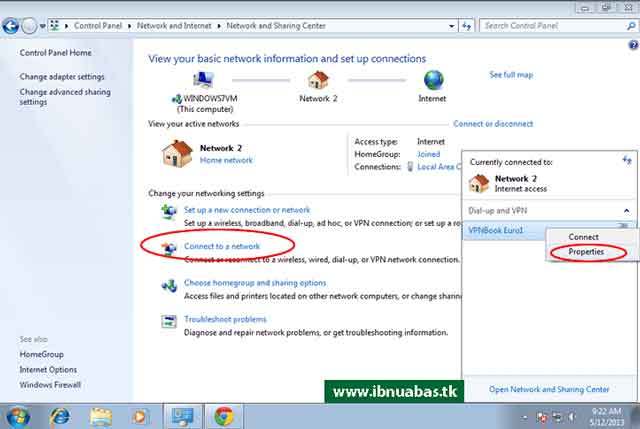 Control Panel
Network and Internet
Network and Sharing Center
Search Control Panel
Control Panel Home
Change adapter settings
Change advanced sharing
settings
See also
HomeGroup
Internet Options
Windows Firewall
View your basic network information and set up connections
See full map
WINDOWS7VM
(This computer)
Network 2
Internet
View your active networks
Connect or disconnect
Network 2
Home network
Access type:
Internet
HomeGroup:
Joined
Connections:
Local Area C
Change your networking settings
Set up a new connection or network
Set up a wireless, broadband, dial-up, ad hoc, or VPN connection; or set up a ro
Connect to a network
Connect or reconnect to a wireless, wired, dial-up, or VPN network connection.
Choose homegroup and sharing options
Access files and printers located on other network computers, or change sharing
Troubleshoot problems
Diagnose and repair network problems, or get troubleshooting information.
Currently connected to:
Network 2
Internet access
Dial-up and VPN
VPNBook Euro1
Connect
Properties
Open Network and Sharing Center
www.ibnuabas.tk
9:22 AM
5/12/2013